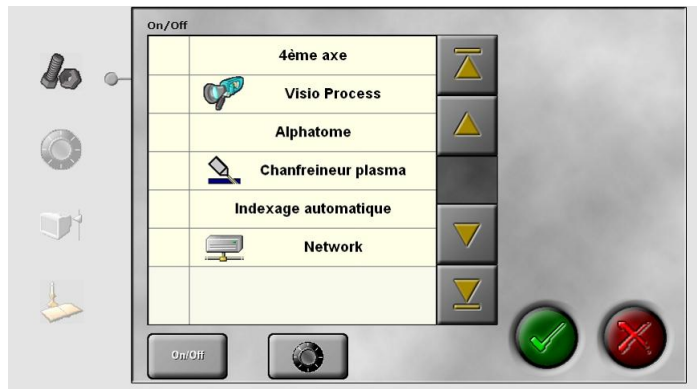 On/Off
4ème axe
Visio Process
Alphatome
Chanfreineur plasma
Indexage automatique
Network
On/Off